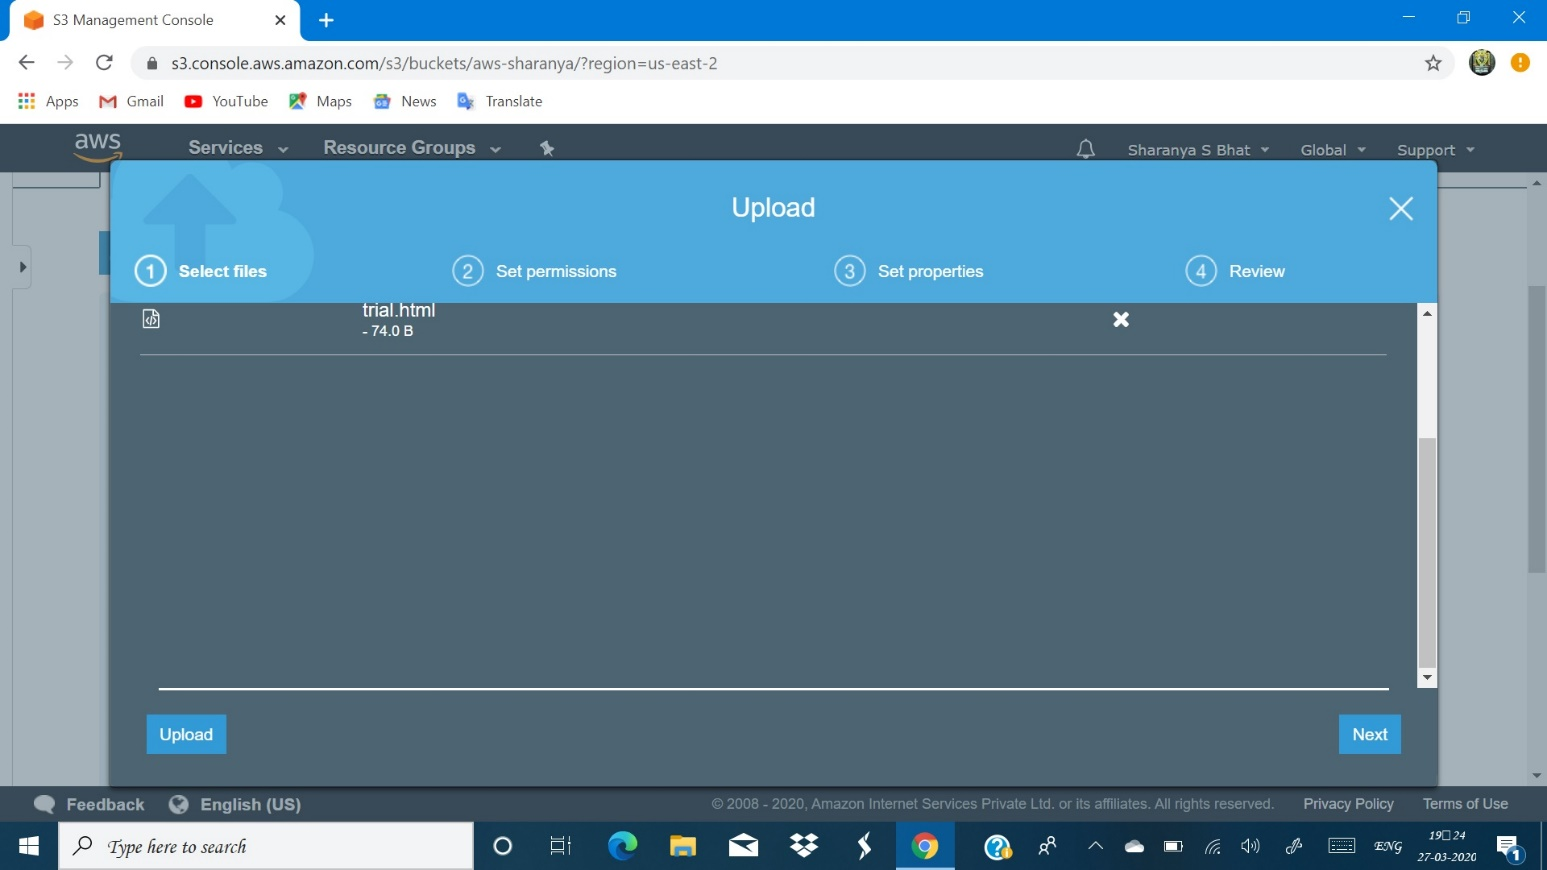 S3 Management Console
s3.console.aws.amazon.com/s3/buckets/aws-sharanya/?region=us-east-2
Apps Gmail YouTube Maps News Translate
aws Services Resource Groups Sharanya S Bhat Global Support
Upload
1 Select files 2 Set permissions 3 Set properties 4 Review
trial.html
- 74.0 B
Upload Next
Feedback English (US) © 2008 - 2020, Amazon Internet Services Private Ltd. or its affiliates. All rights reserved. Privacy Policy Terms of Use
Type here to search ENG
19□24
27-03-2020
1